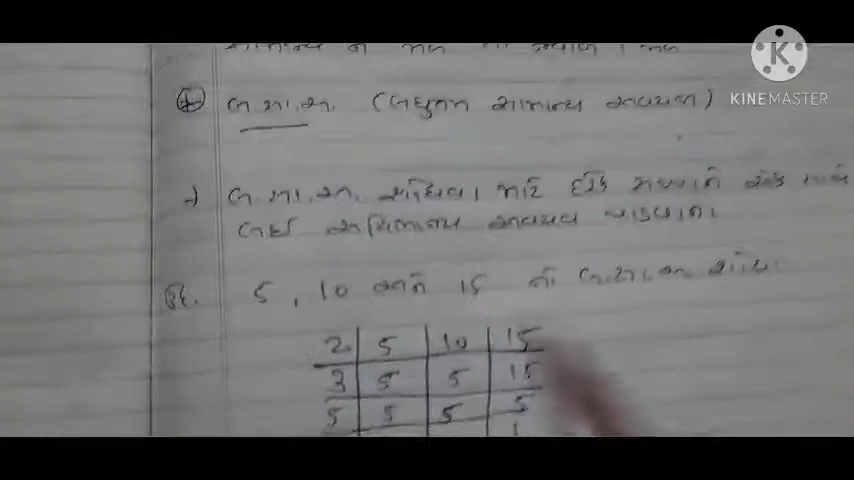 K
KINEMASTER
લ.સા.અ. (લઘુતમ સામાન્ય અવયવ)
→ લ.સા.અ. શોધવા માટે દરેક સંખ્યાને એક સાથે
લઈ અવિભાજ્ય અવયવ પાડવાના
ઉદા. 5, 10 અને 15 નો લ.સા.અ. શોધો
2 5 10 15
3 5 5 15
5 5 5 5
1